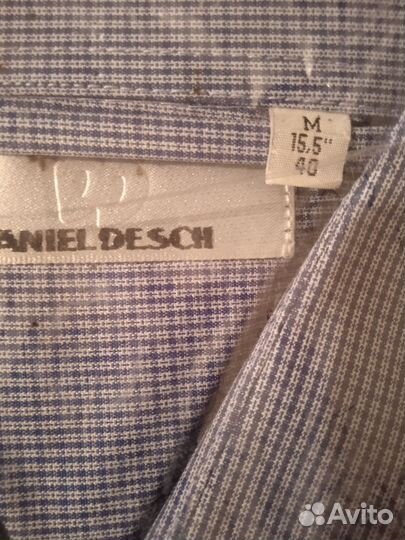 M
15,5"
40
ANIEL DESCH
Avito